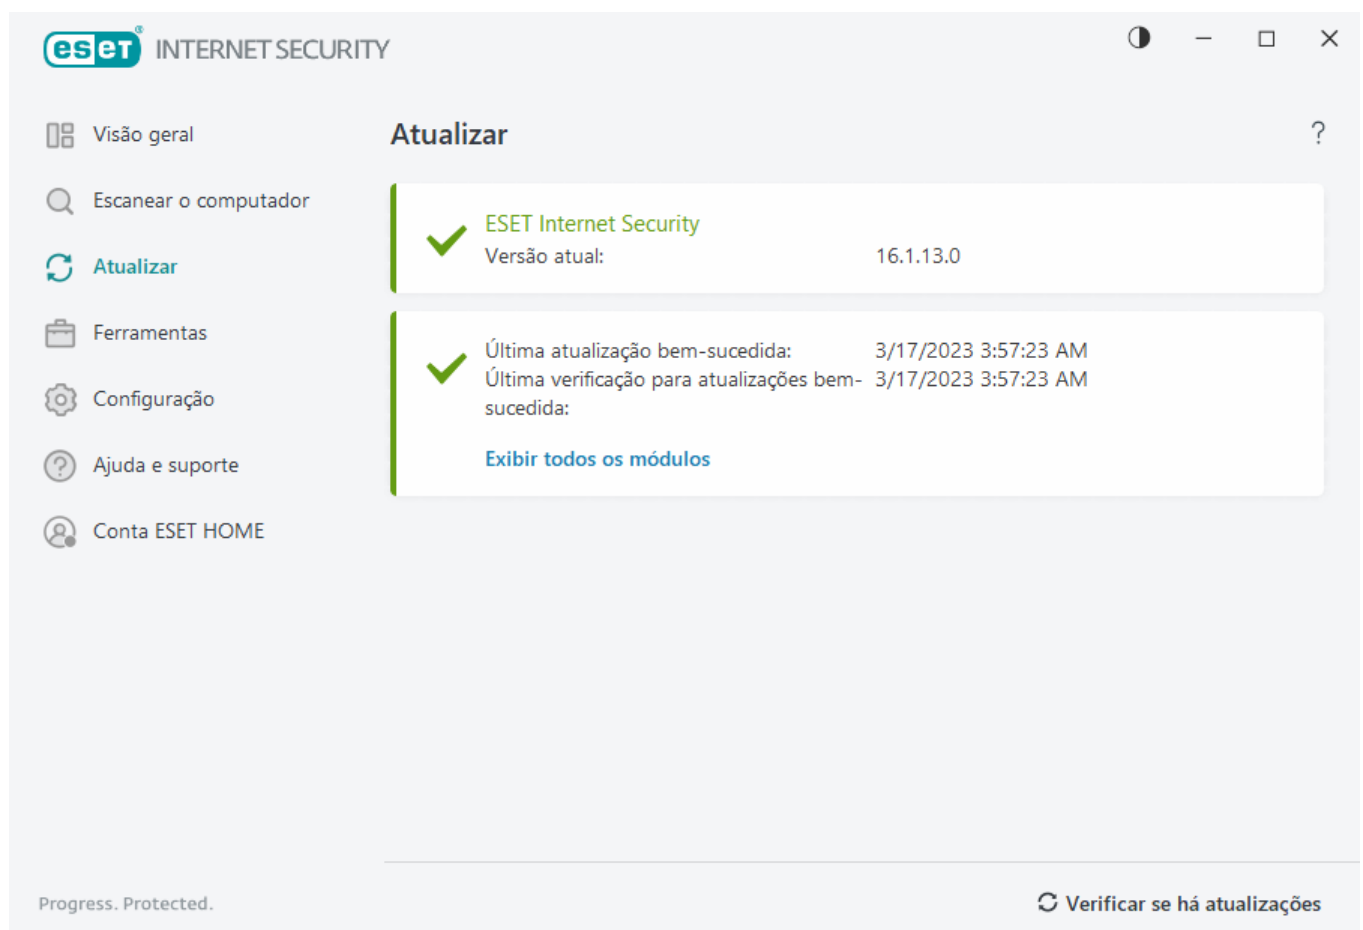 eset® INTERNET SECURITY
Visão geral
Escanear o computador
Atualizar
Ferramentas
Configuração
Ajuda e suporte
Conta ESET HOME
Atualizar
?
ESET Internet Security
Versão atual: 16.1.13.0
Última atualização bem-sucedida: 3/17/2023 3:57:23 AM
Última verificação para atualizações bem- 3/17/2023 3:57:23 AM
sucedida:
Exibir todos os módulos
Progress. Protected.
Verificar se há atualizações